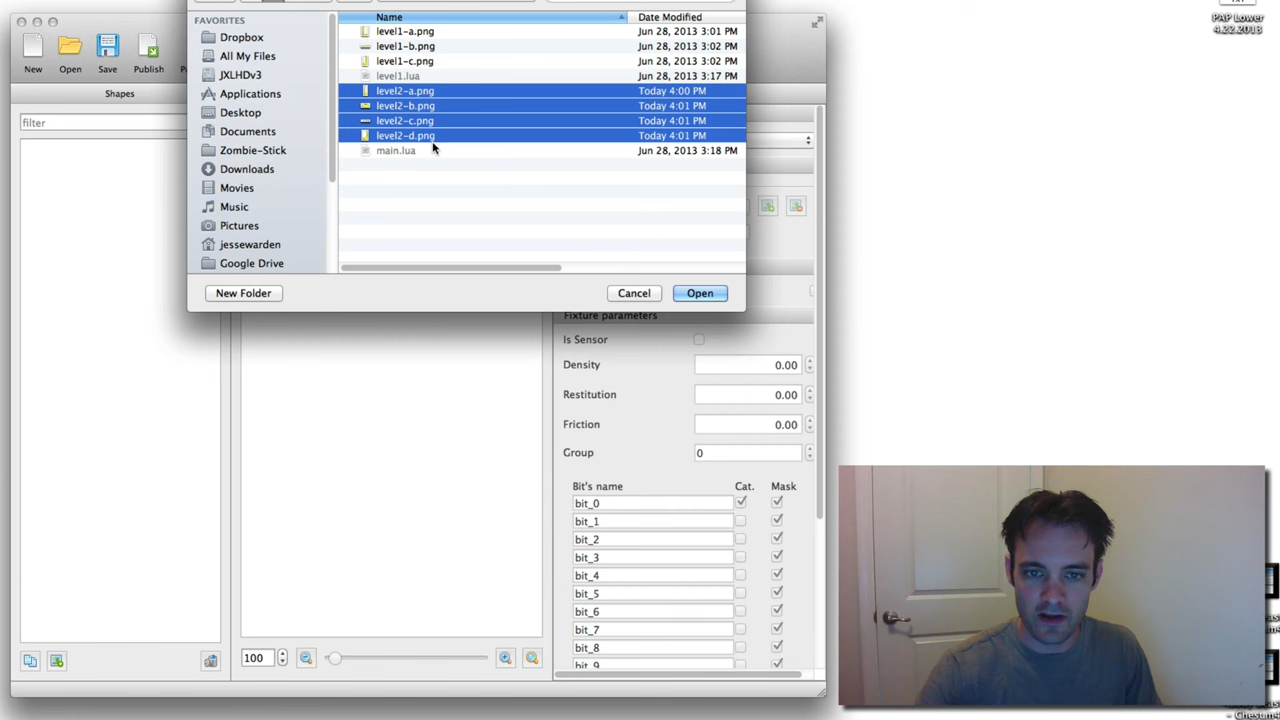 Name Date Modified
FAVORITES
Dropbox
All My Files
JXLHDv3
Applications
Desktop
Documents
Zombie-Stick
Downloads
Movies
Music
Pictures
jessewarden
Google Drive
level1-a.png Jun 28, 2013 3:01 PM
level1-b.png Jun 28, 2013 3:02 PM
level1-c.png Jun 28, 2013 3:02 PM
level1.lua Jun 28, 2013 3:17 PM
level2-a.png Today 4:00 PM
level2-b.png Today 4:01 PM
level2-c.png Today 4:01 PM
level2-d.png Today 4:01 PM
main.lua Jun 28, 2013 3:18 PM
New Folder Cancel Open
New Open Save Publish
Shapes
filter
100
Fixture parameters
Is Sensor
Density 0.00
Restitution 0.00
Friction 0.00
Group 0
Bit's name Cat. Mask
bit_0
bit_1
bit_2
bit_3
bit_4
bit_5
bit_6
bit_7
bit_8
bit_9
PAP Lower
4.22.2013